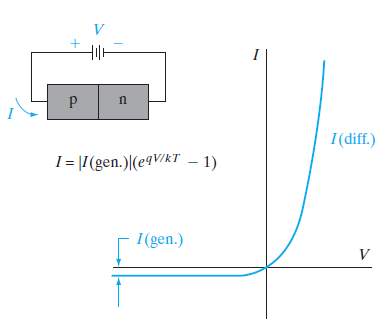 V
+ −
I
p n
I
I = |I(gen.)|(e^{qV/kT} − 1)
I(diff.)
I(gen.)
V